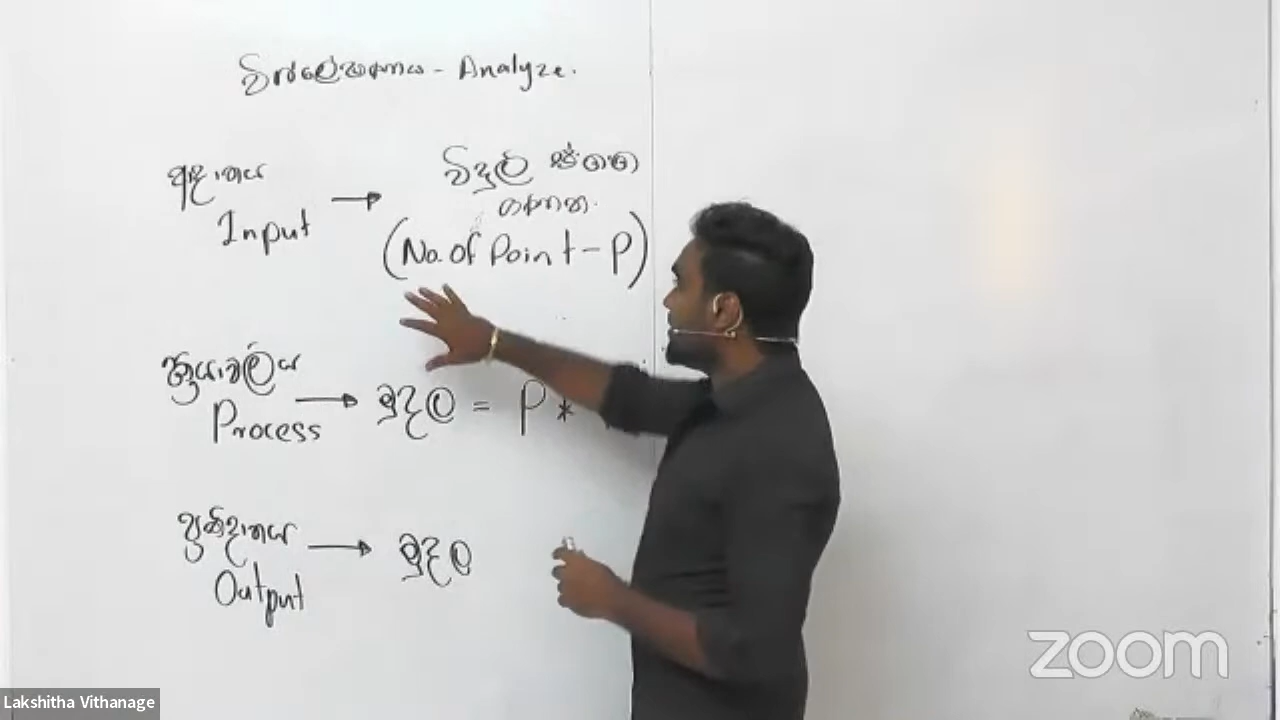 විශ්ලේෂණය - Analyze.
ආදානය
Input
විදුලි
ගණන.
(No. of Point - P)
ක්‍රියාවලිය
Process
මුදල = P *
ප්‍රතිදානය
Output
මුදල
Lakshitha Vithanage
zoom